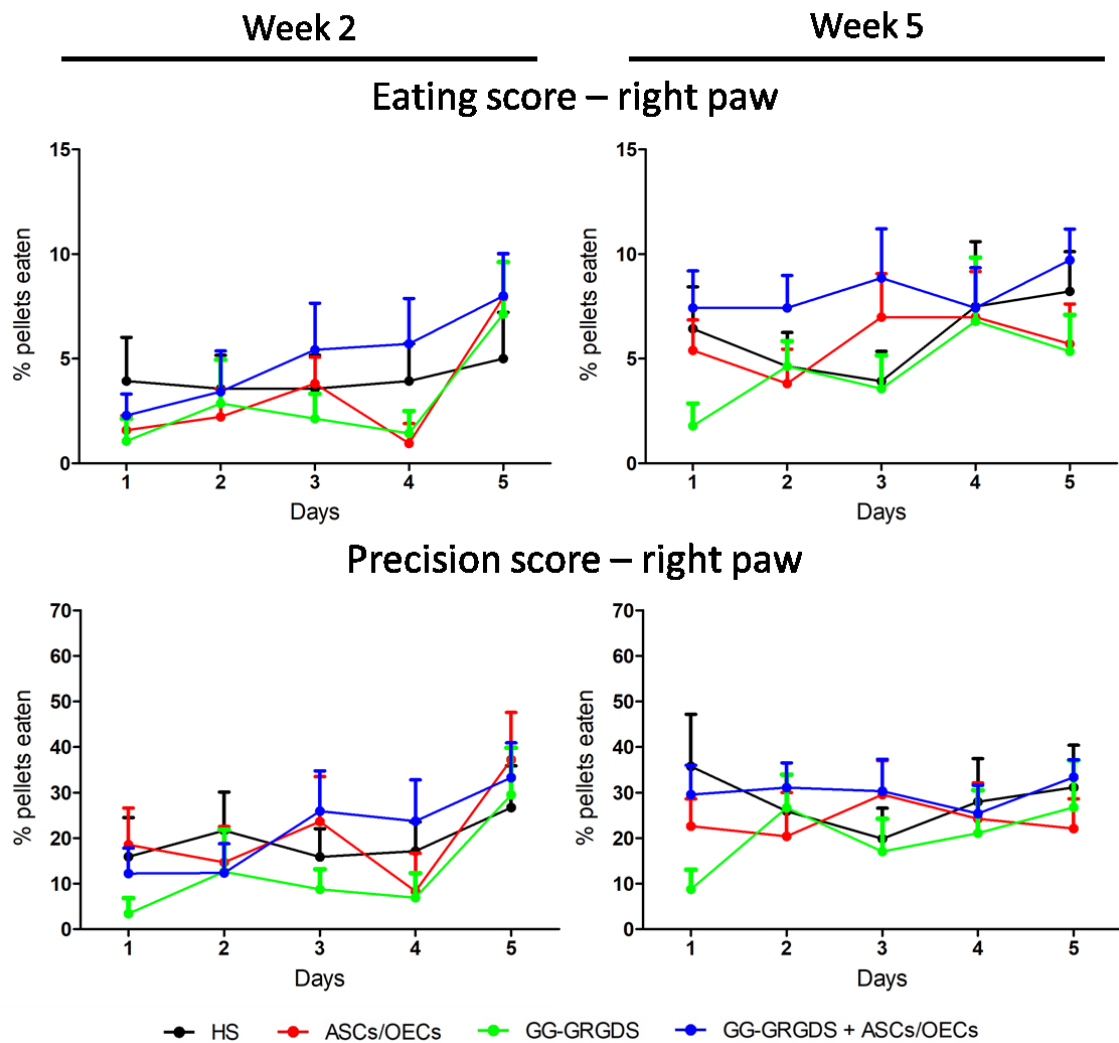 Week 2
Week 5
Eating score – right paw
% pellets eaten
15
10
5
0
1 2 3 4 5
Days
% pellets eaten
15
10
5
0
1 2 3 4 5
Days
Precision score – right paw
% pellets eaten
70
60
50
40
30
20
10
0
1 2 3 4 5
Days
% pellets eaten
70
60
50
40
30
20
10
0
1 2 3 4 5
Days
HS ASCs/OECs GG-GRGDS GG-GRGDS + ASCs/OECs